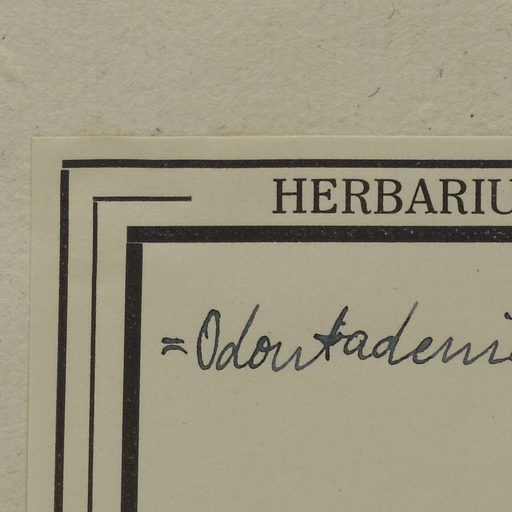 HERBARIU
= Odontadeni